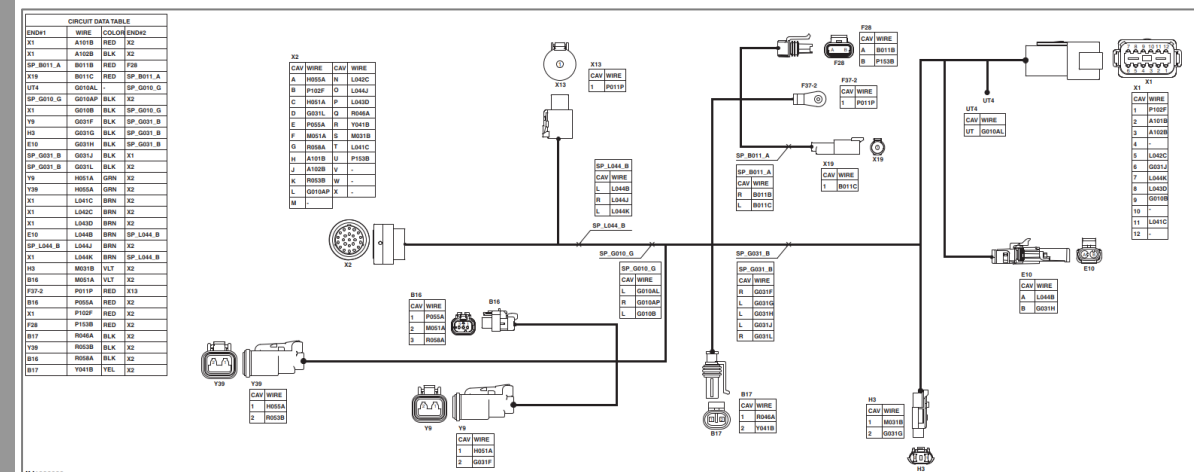 CIRCUIT DATA TABLE
END#1 WIRE COLOR END#2
X1 A101B RED X2
X1 A102B BLK X2
SP_B011_A B011B RED F28
X19 B011C RED SP_B011_A
UT4 G010AL - SP_G010_G
SP_G010_G G010AP BLK X2
X1 G010B BLK SP_G010_G
Y9 G031F BLK SP_G031_B
H3 G031G BLK SP_G031_B
E10 G031H BLK SP_G031_B
SP_G031_B G031J BLK X1
SP_G031_B G031L BLK X2
Y9 H051A GRN X2
Y39 H055A GRN X2
X1 L041C BRN X2
X1 L042C BRN X2
X1 L043D BRN X2
E10 L044B BRN SP_L044_B
SP_L044_B L044J BRN X2
X1 L044K BRN SP_L044_B
H3 M031B VLT X2
B16 M051A VLT X2
F37-2 P011P RED X13
B16 P055A RED X2
X1 P102F RED X2
F28 P153B RED X2
B17 R046A BLK X2
Y39 R053B BLK X2
B16 R058A BLK X2
B17 Y041B YEL X2
X2
CAV WIRE CAV WIRE
A H055A N L042C
B P102F O L044J
C H051A P L043D
D G031L Q R046A
E P055A R Y041B
F M051A S M031B
G R058A T L041C
H A101B U P153B
J A102B V -
K R053B W -
L G010AP X -
M -
X2
1
X13
X13
CAV WIRE
1 P011P
SP_L044_B
CAV WIRE
L L044B
R L044J
L L044K
SP_L044_B
SP_G010_G
SP_G010_G
CAV WIRE
L G010AL
R G010AP
L G010B
B16
CAV WIRE
1 P055A
2 M051A
3 R058A
B16
Y39
Y39
CAV WIRE
1 H055A
2 R053B
Y9
Y9
CAV WIRE
1 H051A
2 G031F
F28
F28
CAV WIRE
A B011B
B P153B
F37-2
F37-2
CAV WIRE
1 P011P
SP_B011_A
SP_B011_A
CAV WIRE
R B011B
L B011C
X19
X19
CAV WIRE
1 B011C
SP_G031_B
SP_G031_B
CAV WIRE
R G031F
L G031G
L G031H
L G031J
R G031L
B17
B17
CAV WIRE
1 R046A
2 Y041B
UT4
UT4
CAV WIRE
UT G010AL
7 8 9 10 11 12
6 5 4 3 2 1
X1
X1
CAV WIRE
1 P102F
2 A101B
3 A102B
4 -
5 L042C
6 G031J
7 L044K
8 L043D
9 G010B
10 -
11 L041C
12 -
E10
E10
CAV WIRE
A L044B
B G031H
H3
CAV WIRE
1 M031B
2 G031G
H3